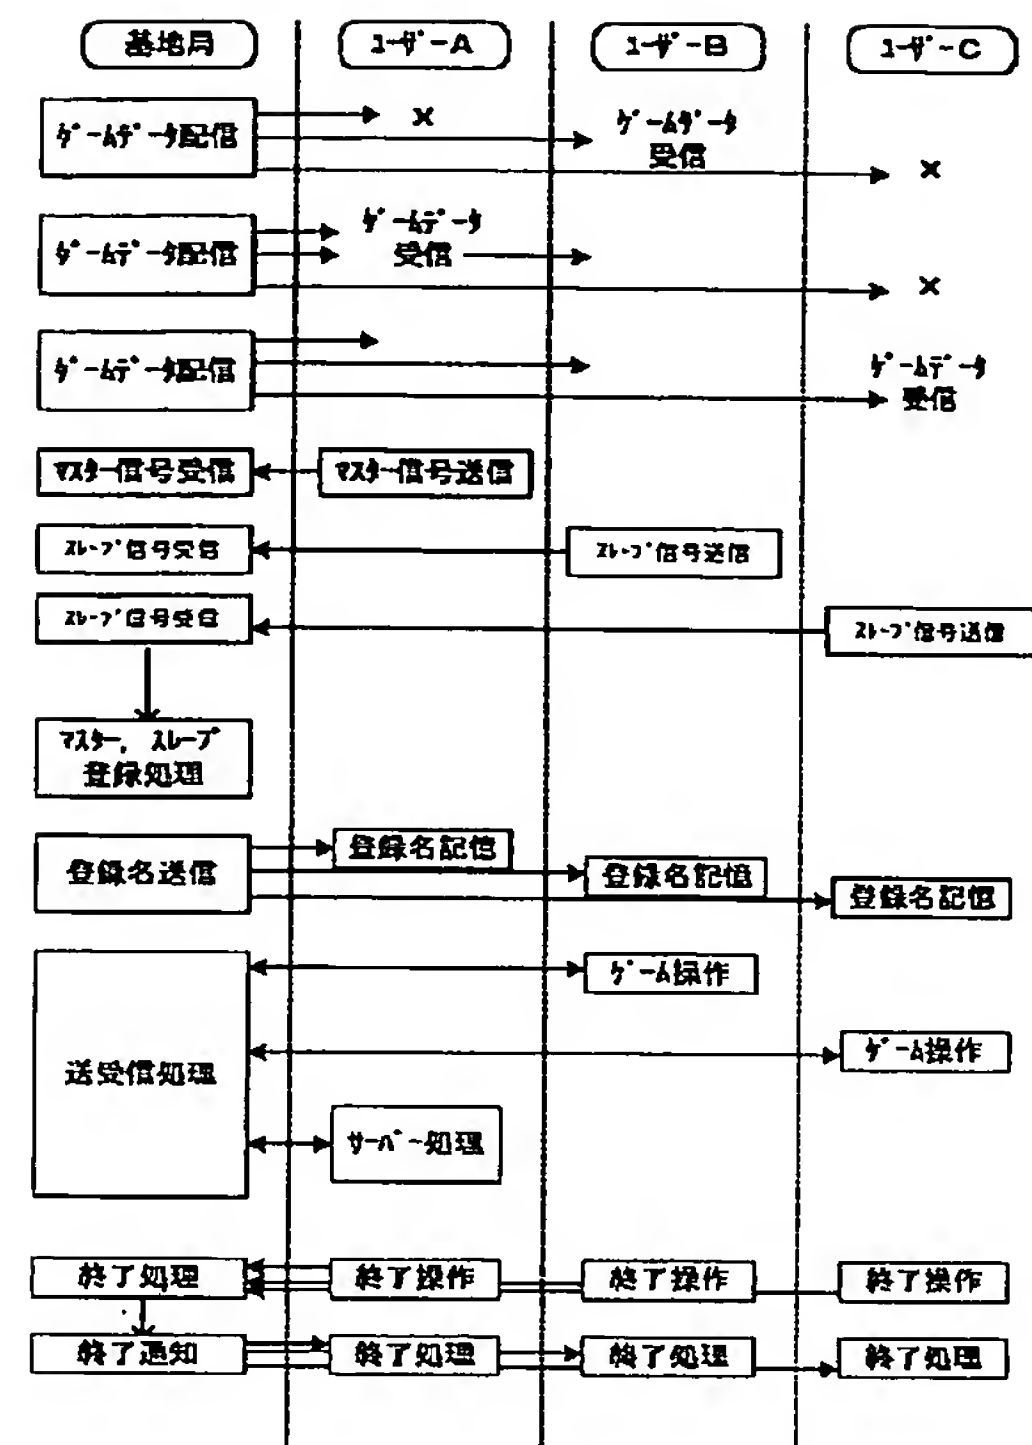 基地局
ﾕｰｻﾞｰA
ﾕｰｻﾞｰB
ﾕｰｻﾞｰC
ｹﾞｰﾑﾃﾞｰﾀ配信
×
ｹﾞｰﾑﾃﾞｰﾀ
受信
×
ｹﾞｰﾑﾃﾞｰﾀ配信
ｹﾞｰﾑﾃﾞｰﾀ
受信
×
ｹﾞｰﾑﾃﾞｰﾀ配信
ｹﾞｰﾑﾃﾞｰﾀ
受信
ﾏｽﾀｰ信号受信
ﾏｽﾀｰ信号送信
ｽﾚｰﾌﾞ信号受信
ｽﾚｰﾌﾞ信号送信
ｽﾚｰﾌﾞ信号受信
ｽﾚｰﾌﾞ信号送信
ﾏｽﾀｰ, ｽﾚｰﾌﾞ
登録処理
登録名送信
登録名記憶
登録名記憶
登録名記憶
送受信処理
ｹﾞｰﾑ操作
ｹﾞｰﾑ操作
ｻｰﾊﾞｰ処理
終了処理
終了操作
終了操作
終了操作
終了通知
終了処理
終了処理
終了処理